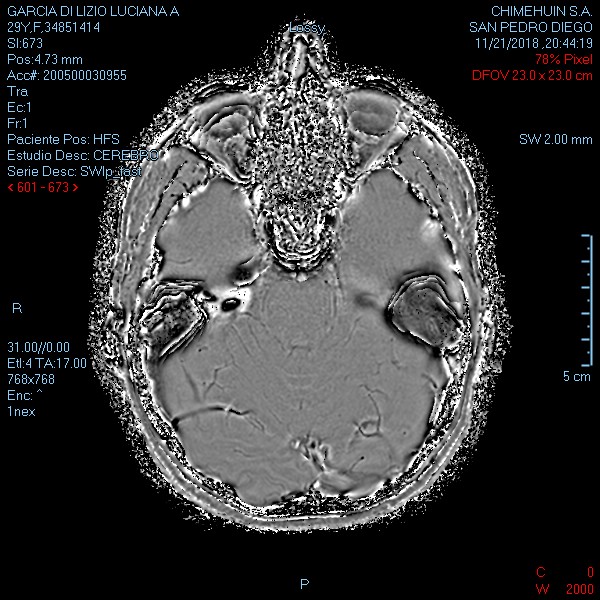 GARCIA DI LIZIO LUCIANA A
29Y,F,34851414
Sl:673
Pos:4.73 mm
Acc#: 200500030955
Tra
Ec:1
Fr:1
Paciente Pos: HFS
Estudio Desc: CEREBRO
Serie Desc: SWIp_fast
< 601 - 673 >
Lossy
CHIMEHUIN S.A.
SAN PEDRO DIEGO
11/21/2018 ,20:44:19
78% Pixel
DFOV 23.0 x 23.0 cm
SW 2.00 mm
R
31.00//0.00
Etl:4 TA:17.00
768x768
Enc: ^
1nex
5 cm
P
C 0
W 2000